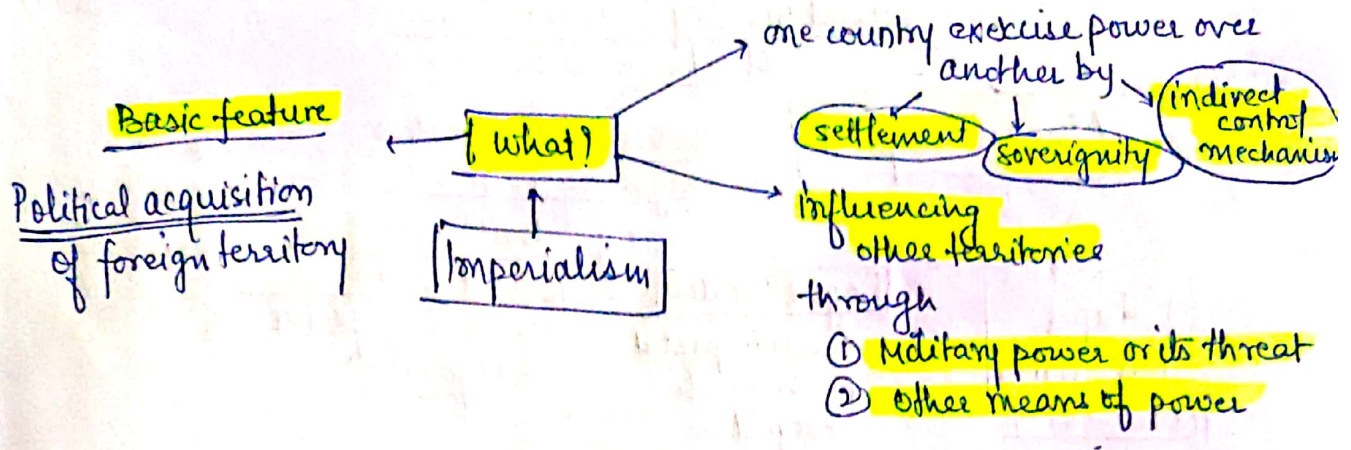 Basic feature
Political acquisition
of foreign territory
What?
Imperialism
one country exercise power over
another by
settlement
soverignity
indirect
control
mechanism
influencing
other territories
through
① Military power or its threat
② other means of power